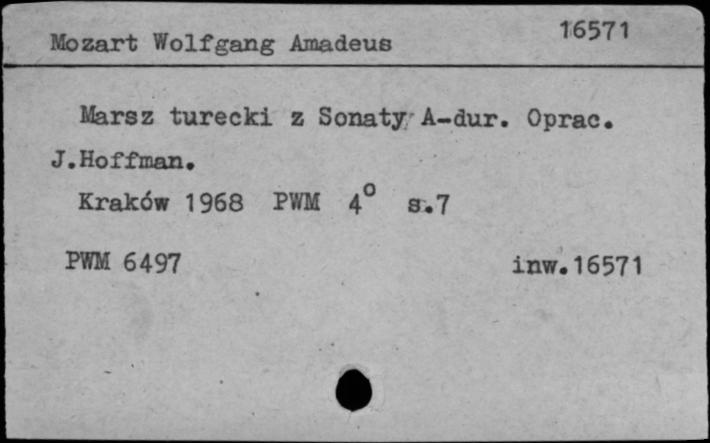 Mozart Wolfgang Amadeus 16571
Marsz turecki z Sonaty A-dur. Oprac.
J.Hoffman.
Kraków 1968 PWM 4° s.7
PWM 6497 inw.16571